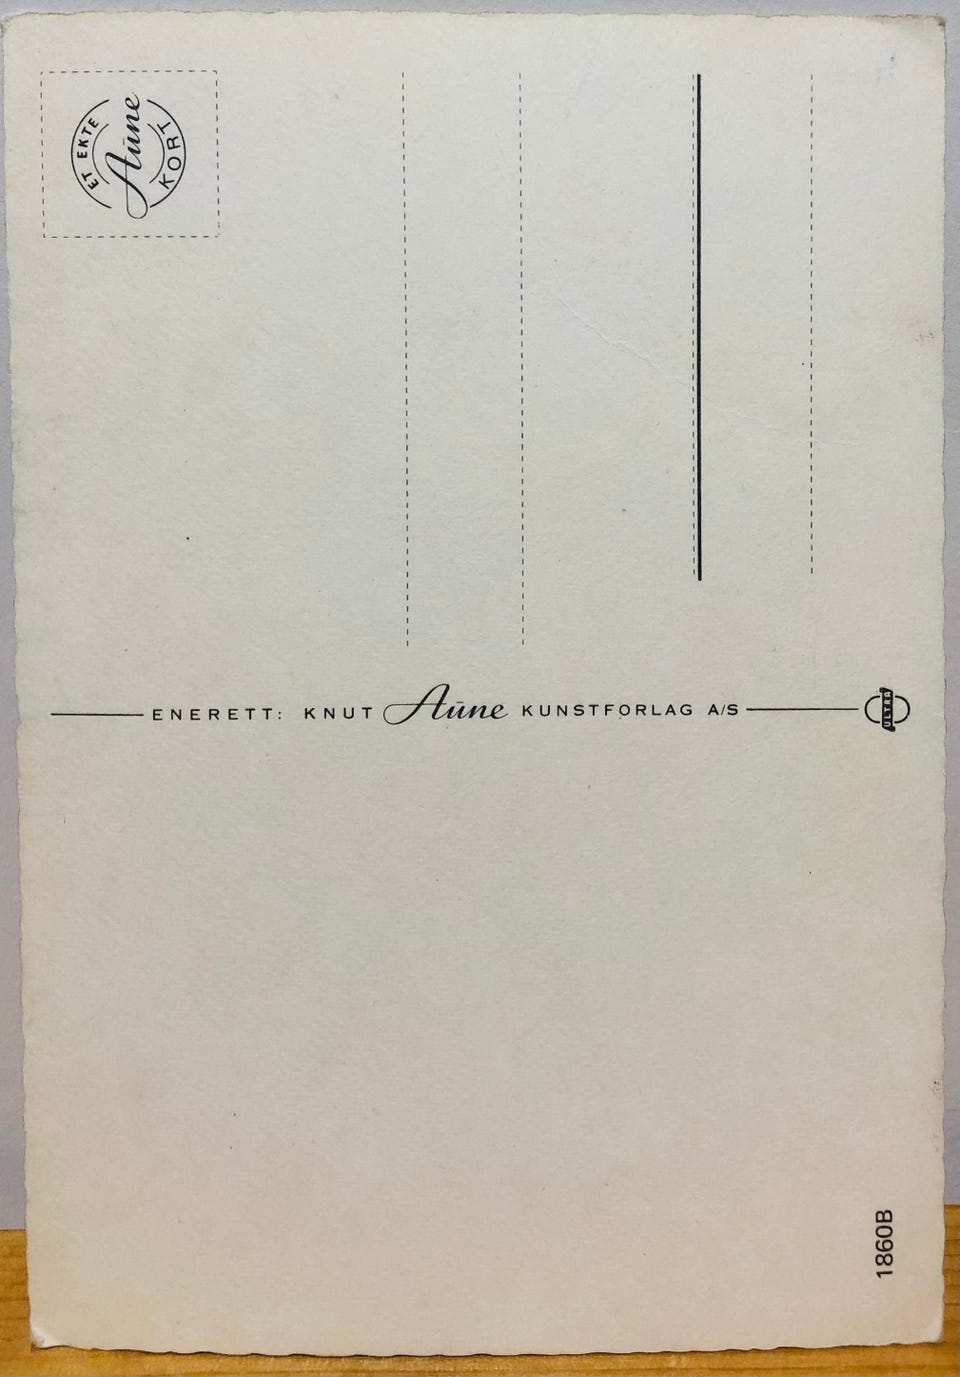 ET EKTE
Aune
KORT
ENERETT: KNUT Aune KUNSTFORLAG A/S
ULTRA
1860B